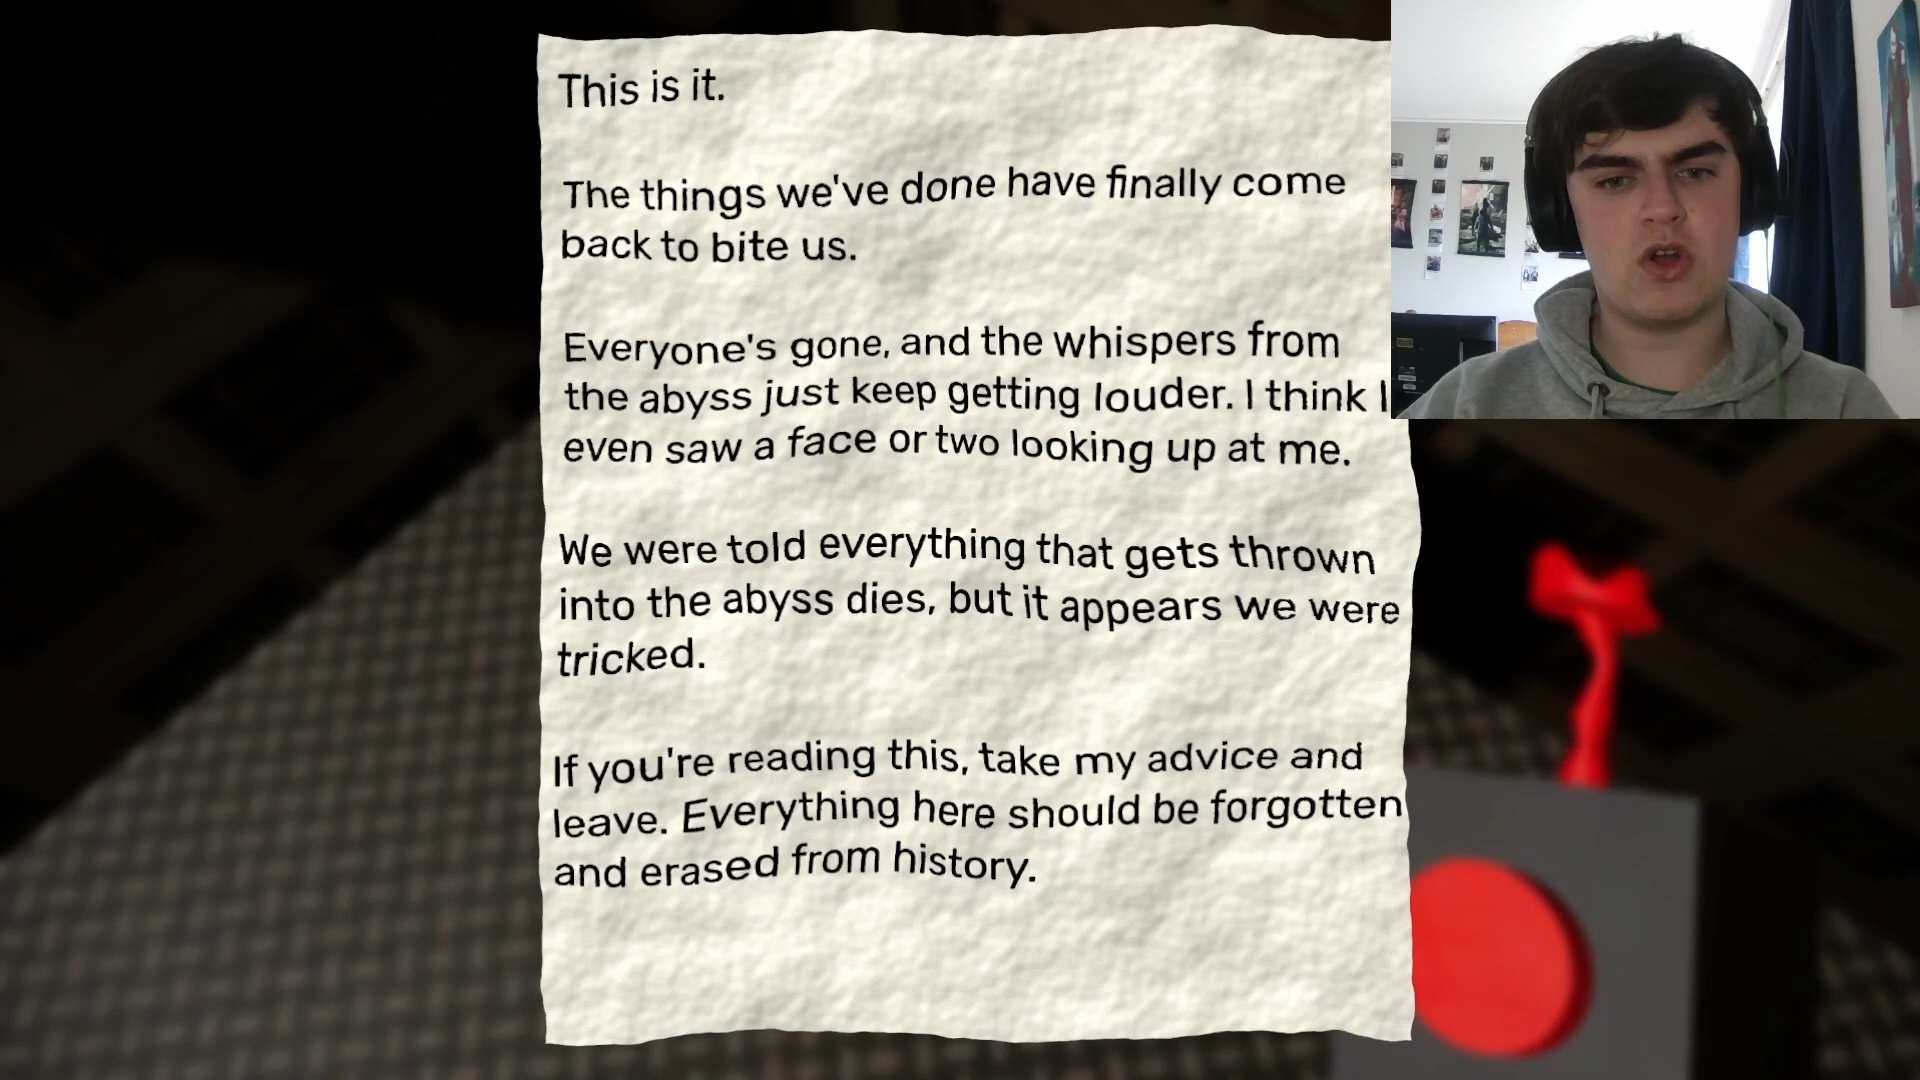 This is it.
The things we've done have finally come
back to bite us.
Everyone's gone, and the whispers from
the abyss just keep getting louder. I think I
even saw a face or two looking up at me.
We were told everything that gets thrown
into the abyss dies, but it appears we were
tricked.
If you're reading this, take my advice and
leave. Everything here should be forgotten
and erased from history.